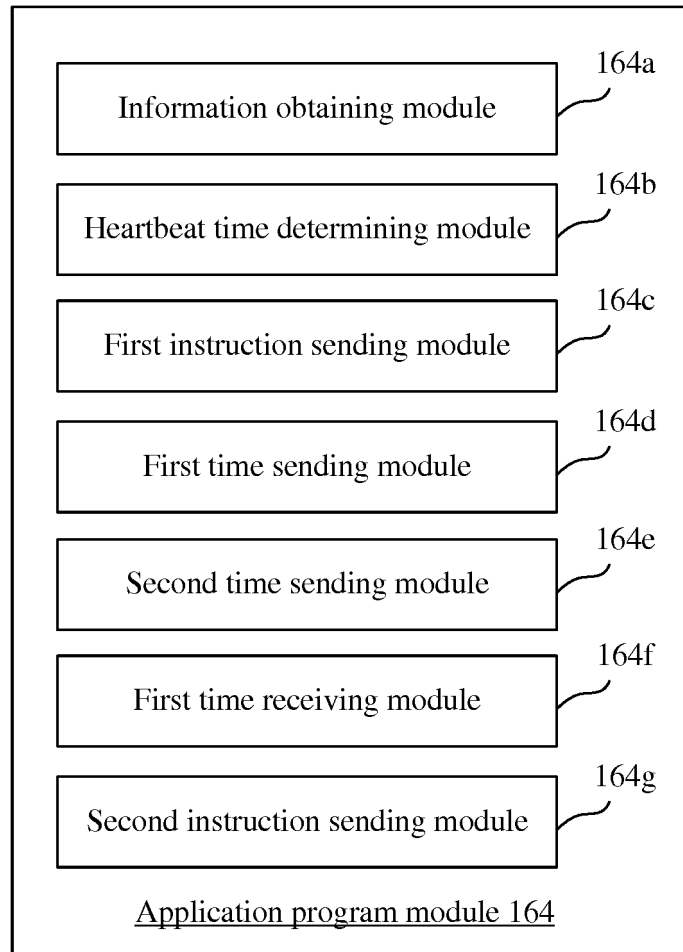 164a
Information obtaining module
164b
Heartbeat time determining module
164c
First instruction sending module
164d
First time sending module
164e
Second time sending module
164f
First time receiving module
164g
Second instruction sending module
Application program module 164